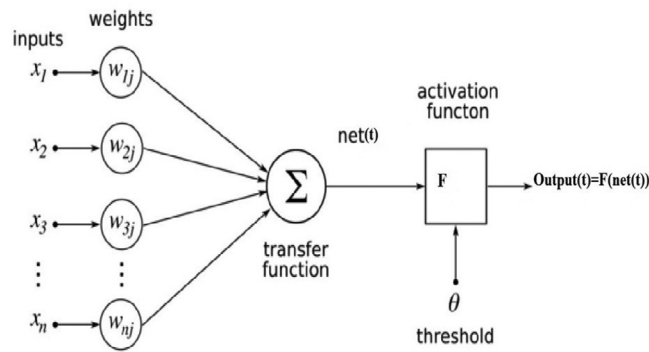 inputs
weights
x1
w1j
x2
w2j
x3
w3j
⋮
⋮
xn
wnj
Σ
transfer
function
net(t)
activation
functon
F
Output(t)=F(net(t))
θ
threshold